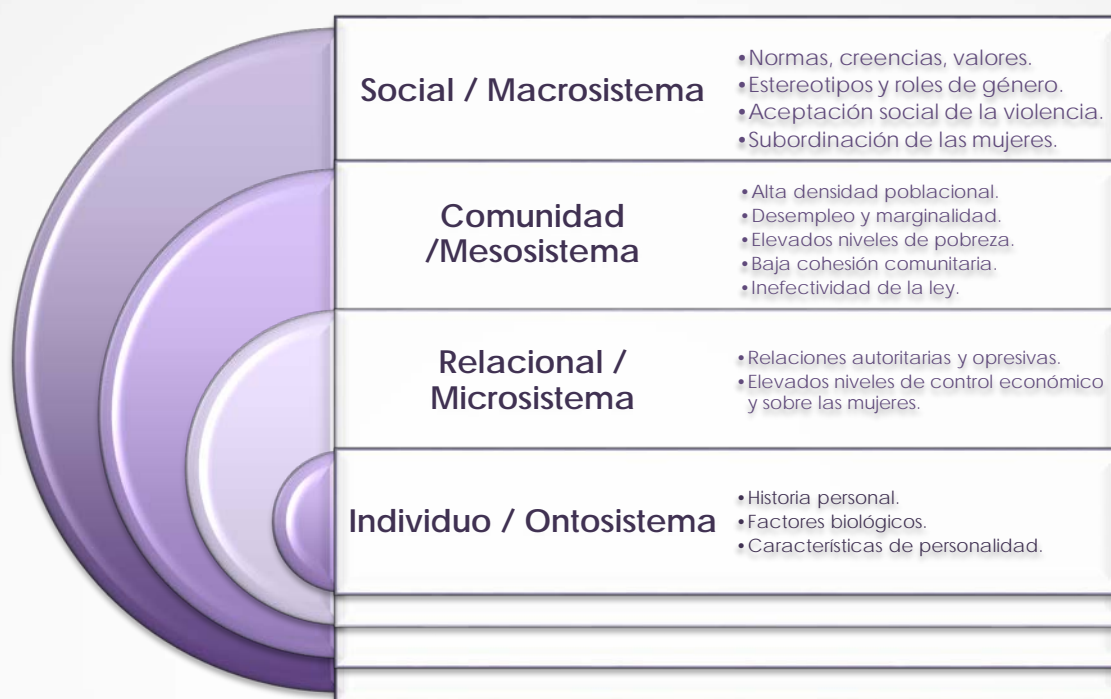 Social / Macrosistema
•Normas, creencias, valores.
•Estereotipos y roles de género.
•Aceptación social de la violencia.
•Subordinación de las mujeres.
Comunidad
/Mesosistema
•Alta densidad poblacional.
•Desempleo y marginalidad.
•Elevados niveles de pobreza.
•Baja cohesión comunitaria.
•Inefectividad de la ley.
Relacional /
Microsistema
•Relaciones autoritarias y opresivas.
•Elevados niveles de control económico
y sobre las mujeres.
Individuo / Ontosistema
•Historia personal.
•Factores biológicos.
•Características de personalidad.